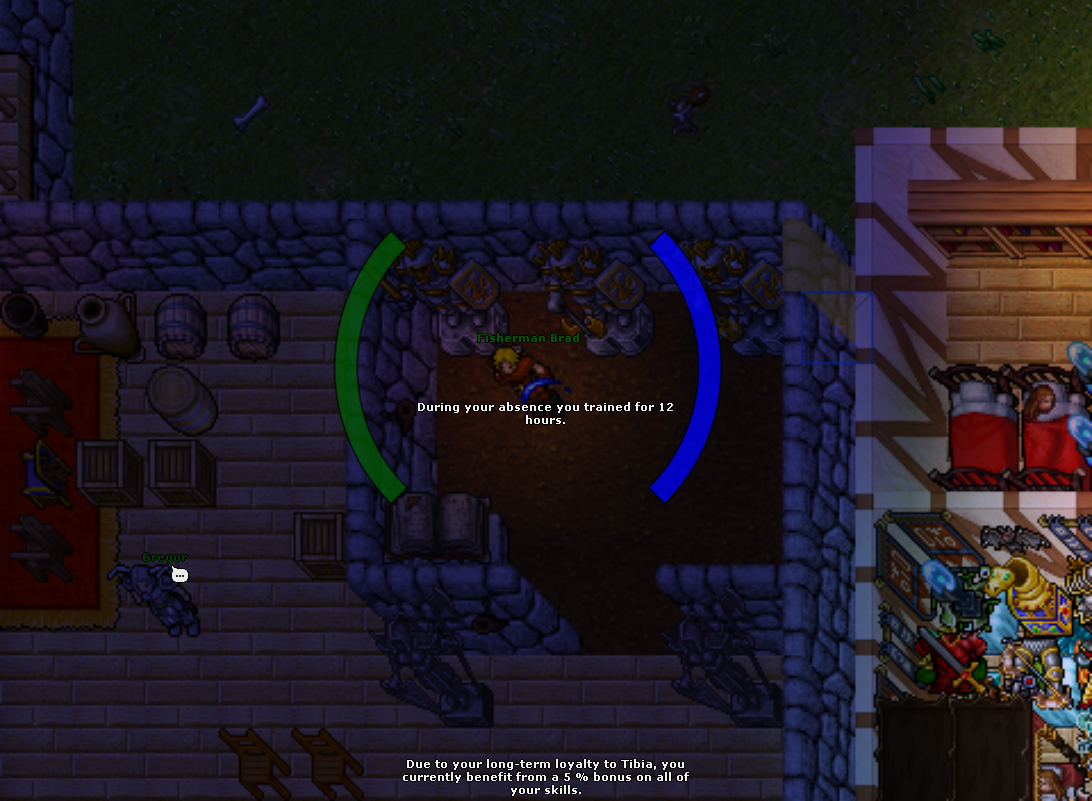 Fisherman Brad
During your absence you trained for 12
hours.
Gregor
...
Due to your long-term loyalty to Tibia, you
currently benefit from a 5 % bonus on all of
your skills.